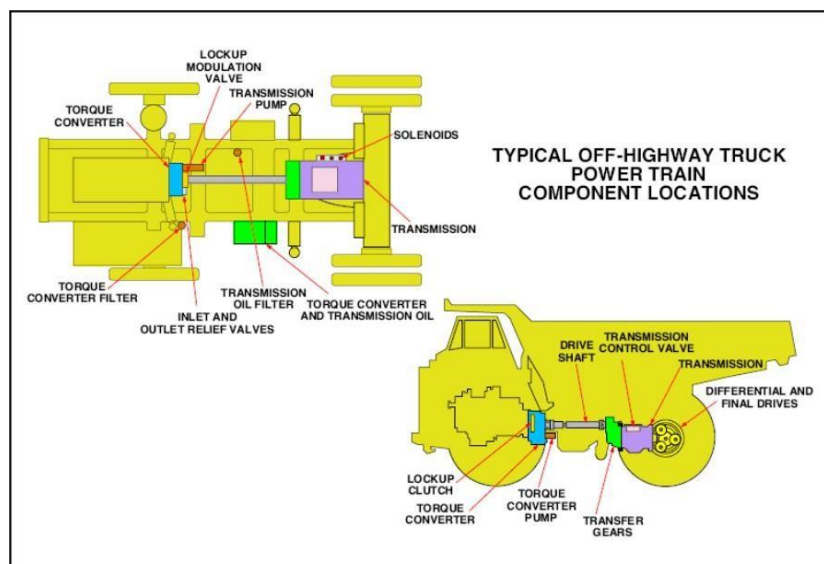 LOCKUP
MODULATION
VALVE
TRANSMISSION
PUMP
TORQUE
CONVERTER
SOLENOIDS
TYPICAL OFF-HIGHWAY TRUCK
POWER TRAIN
COMPONENT LOCATIONS
TRANSMISSION
TORQUE
CONVERTER FILTER
INLET AND
OUTLET RELIEF VALVES
TRANSMISSION
OIL FILTER
TORQUE CONVERTER
AND TRANSMISSION OIL
DRIVE
SHAFT
TRANSMISSION
CONTROL VALVE
TRANSMISSION
DIFFERENTIAL AND
FINAL DRIVES
LOCKUP
CLUTCH
TORQUE
CONVERTER
TORQUE
CONVERTER
PUMP
TRANSFER
GEARS